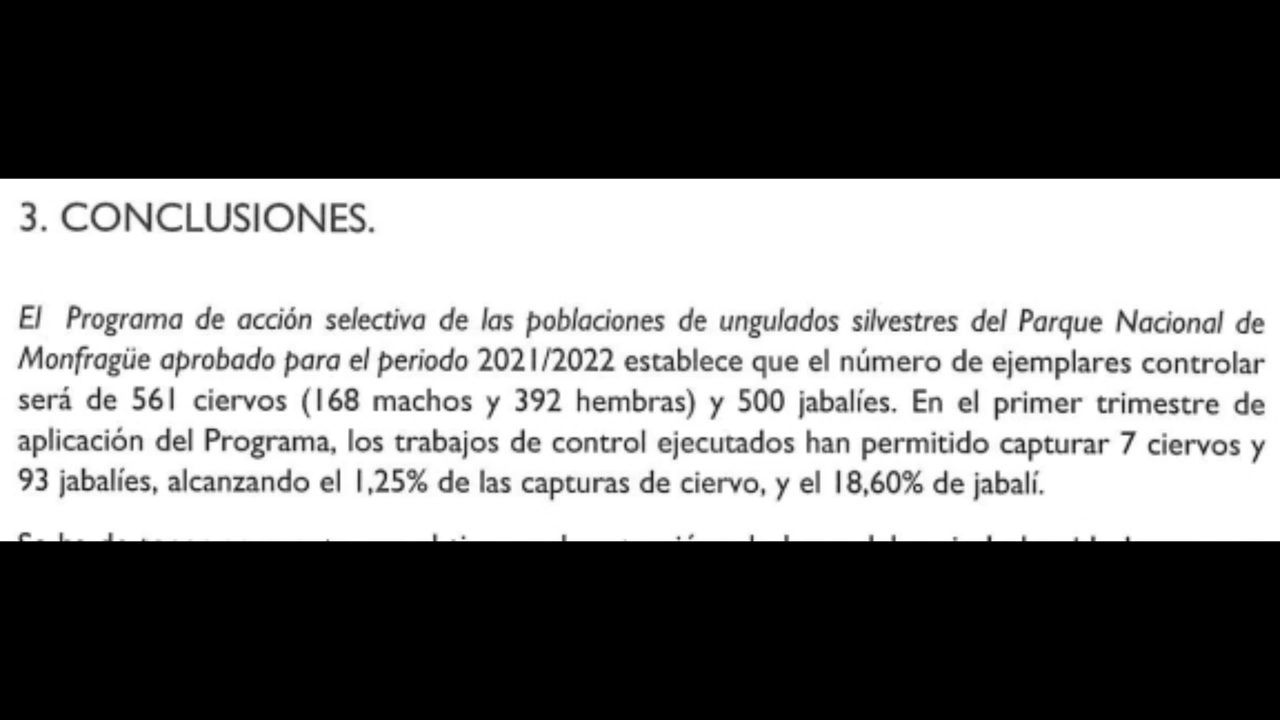 3. CONCLUSIONES.
El Programa de acción selectiva de las poblaciones de ungulados silvestres del Parque Nacional de
Monfragüe aprobado para el periodo 2021/2022 establece que el número de ejemplares controlar
será de 561 ciervos (168 machos y 392 hembras) y 500 jabalíes. En el primer trimestre de
aplicación del Programa, los trabajos de control ejecutados han permitido capturar 7 ciervos y
93 jabalíes, alcanzando el 1,25% de las capturas de ciervo, y el 18,60% de jabalí.